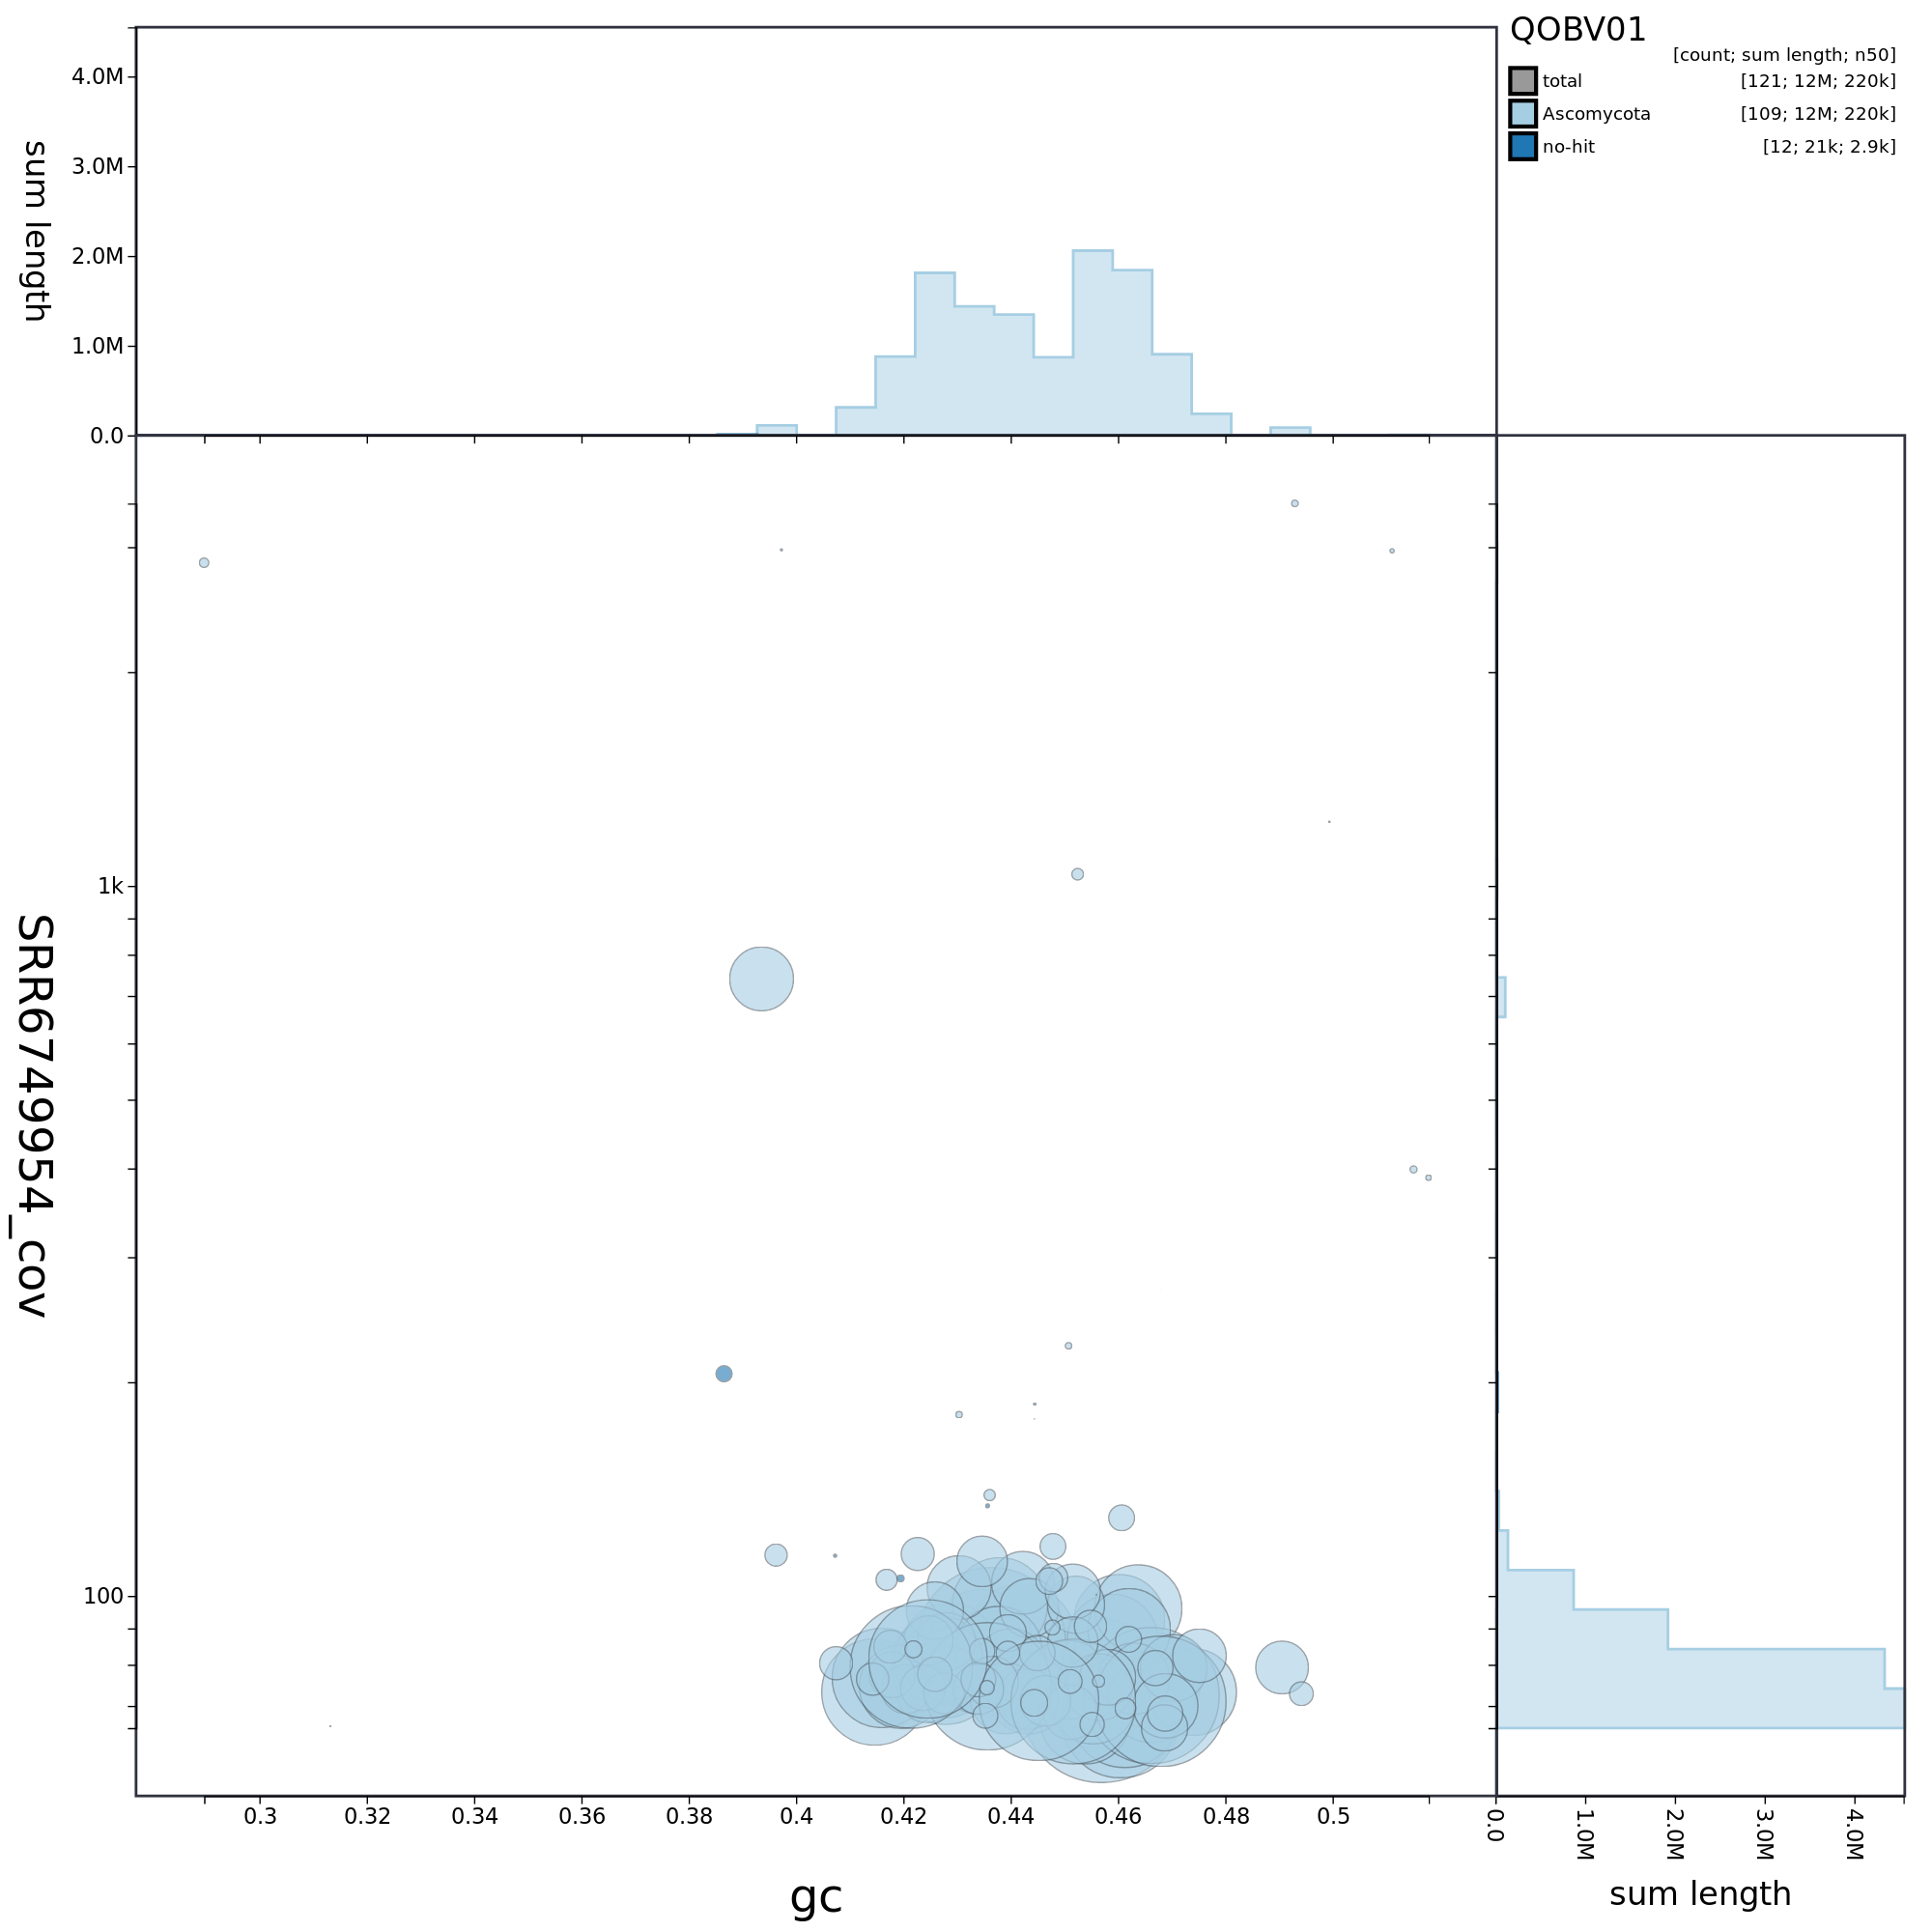 QOBV01
[count; sum length; n50]
total [121; 12M; 220k]
Ascomycota [109; 12M; 220k]
no-hit [12; 21k; 2.9k]
sum length
4.0M
3.0M
2.0M
1.0M
0.0
SRR6749954_cov
1k
100
0.3 0.32 0.34 0.36 0.38 0.4 0.42 0.44 0.46 0.48 0.5
gc
0.0 1.0M 2.0M 3.0M 4.0M
sum length